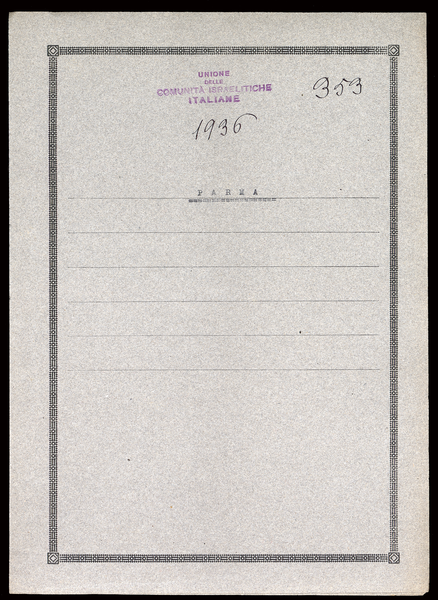 UNIONE
DELLE
COMUNITÀ ISRAELITICHE
ITALIANE
353
1936
PARMA